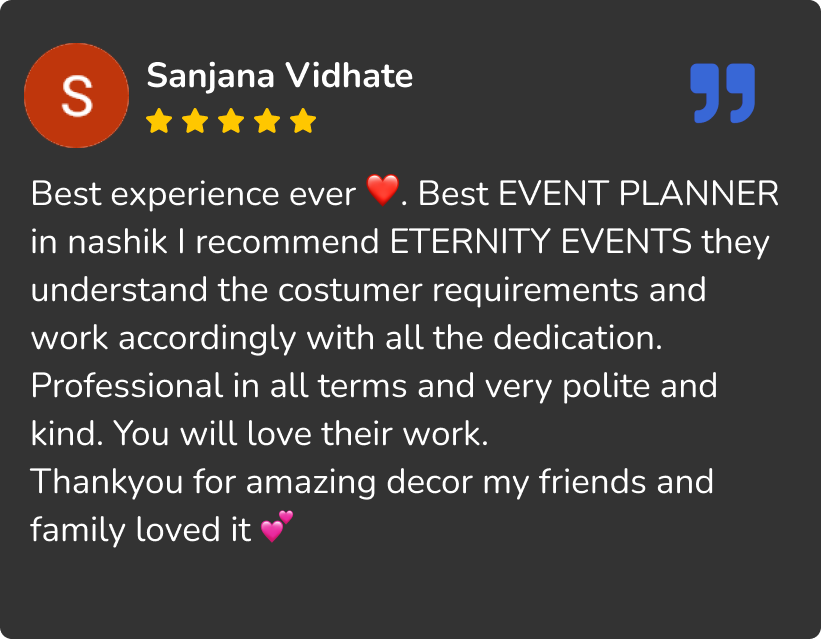 S
Sanjana Vidhate
Best experience ever ❤️. Best EVENT PLANNER
in nashik I recommend ETERNITY EVENTS they
understand the costumer requirements and
work accordingly with all the dedication.
Professional in all terms and very polite and
kind. You will love their work.
Thankyou for amazing decor my friends and
family loved it 💕